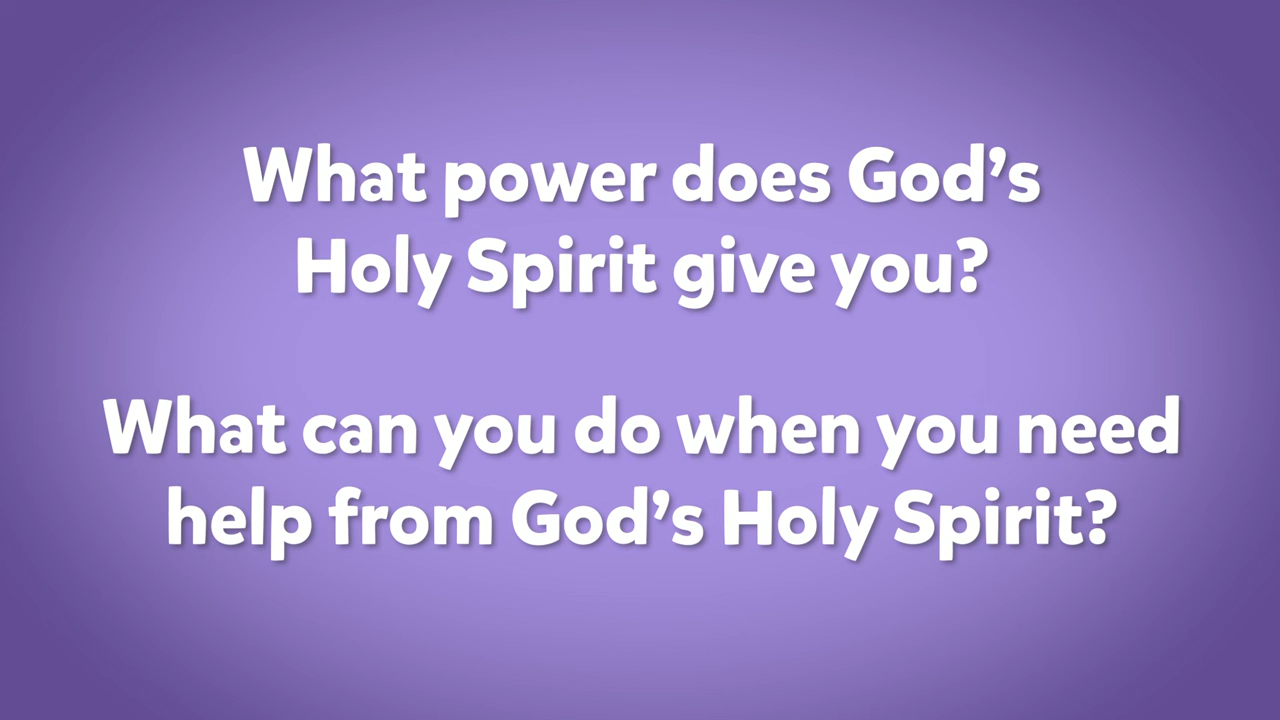 What power does God’s
Holy Spirit give you?
What can you do when you need
help from God’s Holy Spirit?